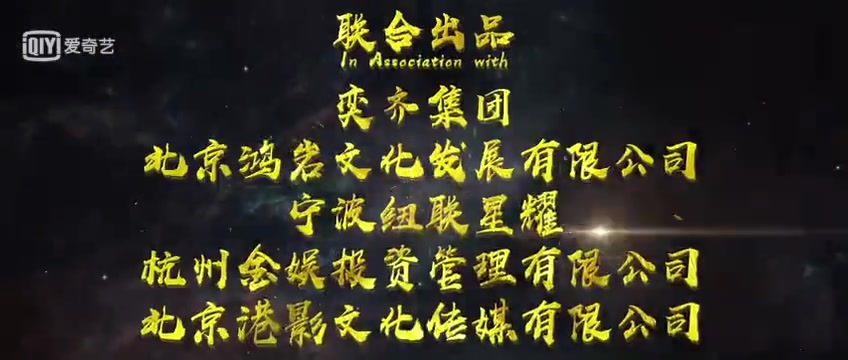 iQIYI 爱奇艺
联合出品
In Association with
奕齐集团
北京鸿岩文化发展有限公司
宁波纽联星耀
杭州金娱投资管理有限公司
北京港影文化传媒有限公司